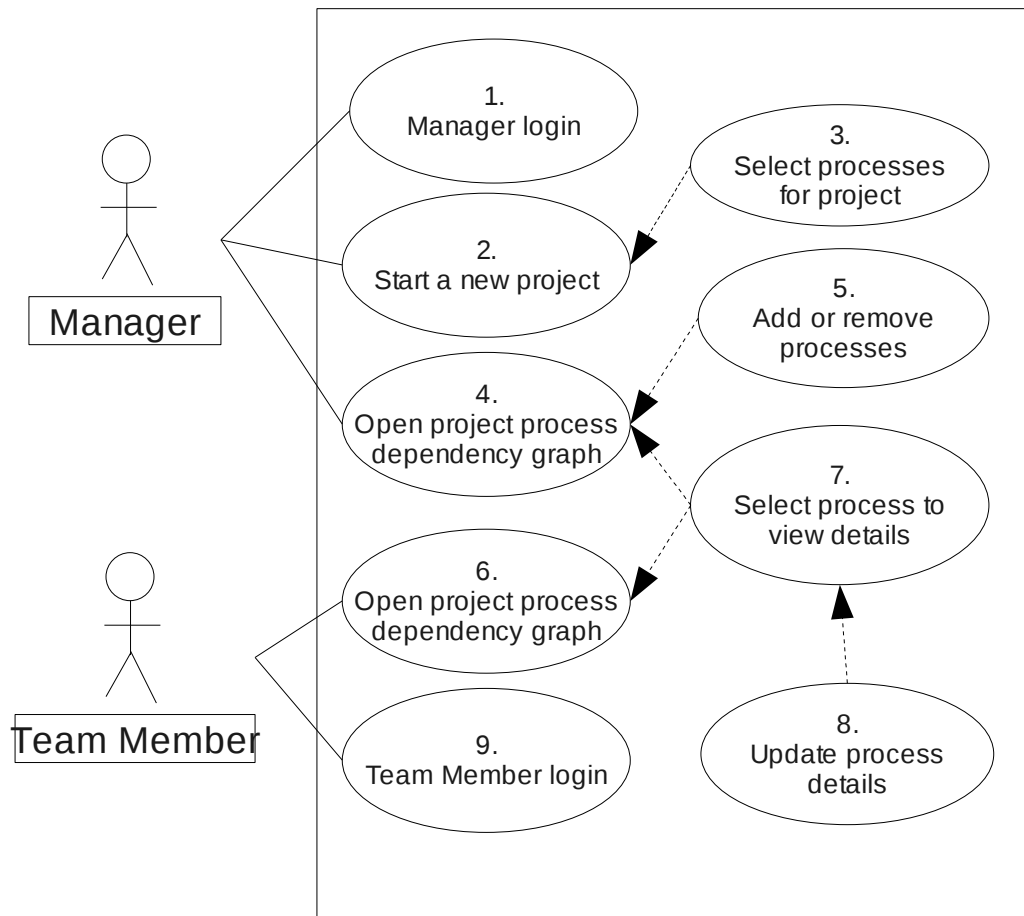 1.
Manager login
3.
Select processes
for project
2.
Start a new project
Manager
5.
Add or remove
processes
4.
Open project process
dependency graph
7.
Select process to
view details
6.
Open project process
dependency graph
Team Member
9.
Team Member login
8.
Update process
details